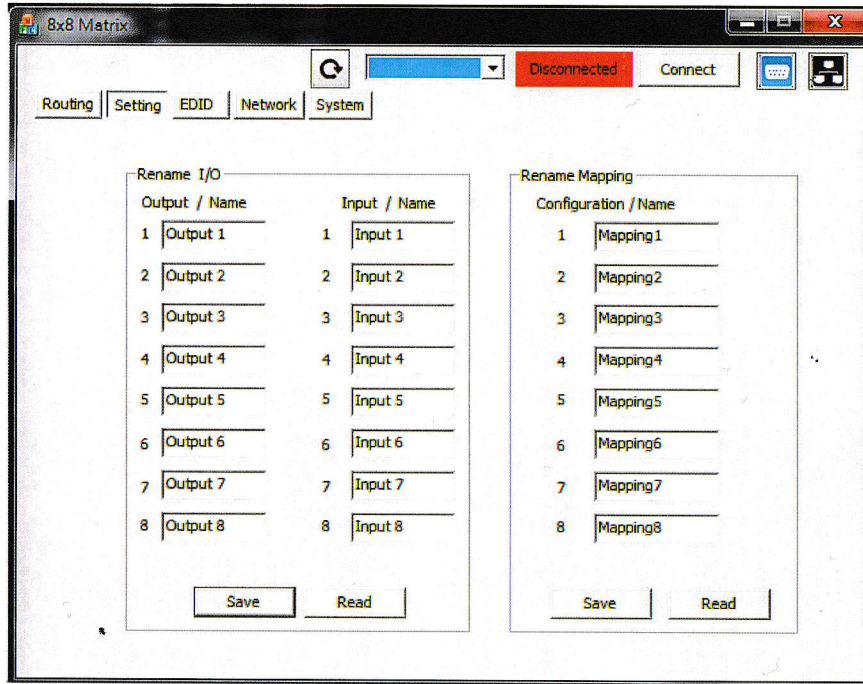 8x8 Matrix
Disconnected Connect
Routing Setting EDID Network System
Rename I/O
Output / Name Input / Name
1 Output 1 1 Input 1
2 Output 2 2 Input 2
3 Output 3 3 Input 3
4 Output 4 4 Input 4
5 Output 5 5 Input 5
6 Output 6 6 Input 6
7 Output 7 7 Input 7
8 Output 8 8 Input 8
Save Read
Rename Mapping
Configuration / Name
1 Mapping1
2 Mapping2
3 Mapping3
4 Mapping4
5 Mapping5
6 Mapping6
7 Mapping7
8 Mapping8
Save Read